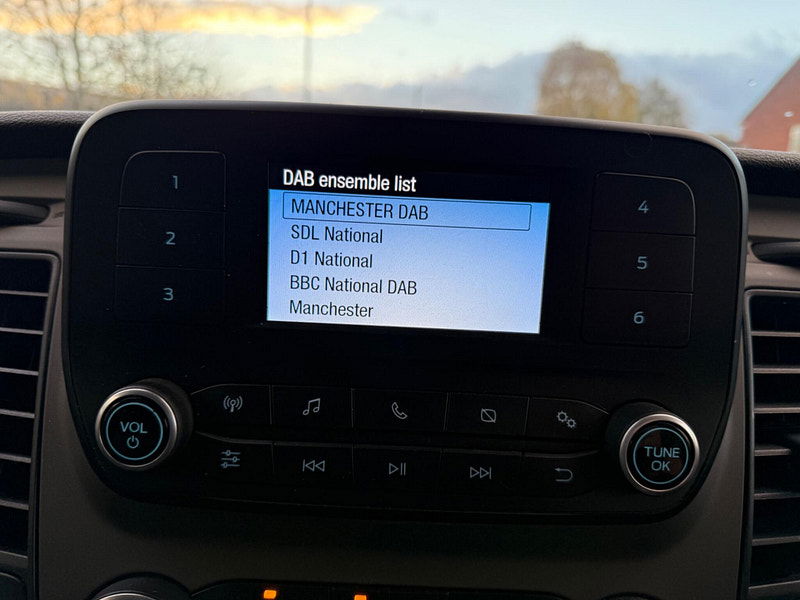 DAB ensemble list
MANCHESTER DAB
SDL National
D1 National
BBC National DAB
Manchester
1
2
3
4
5
6
VOL
TUNE
OK